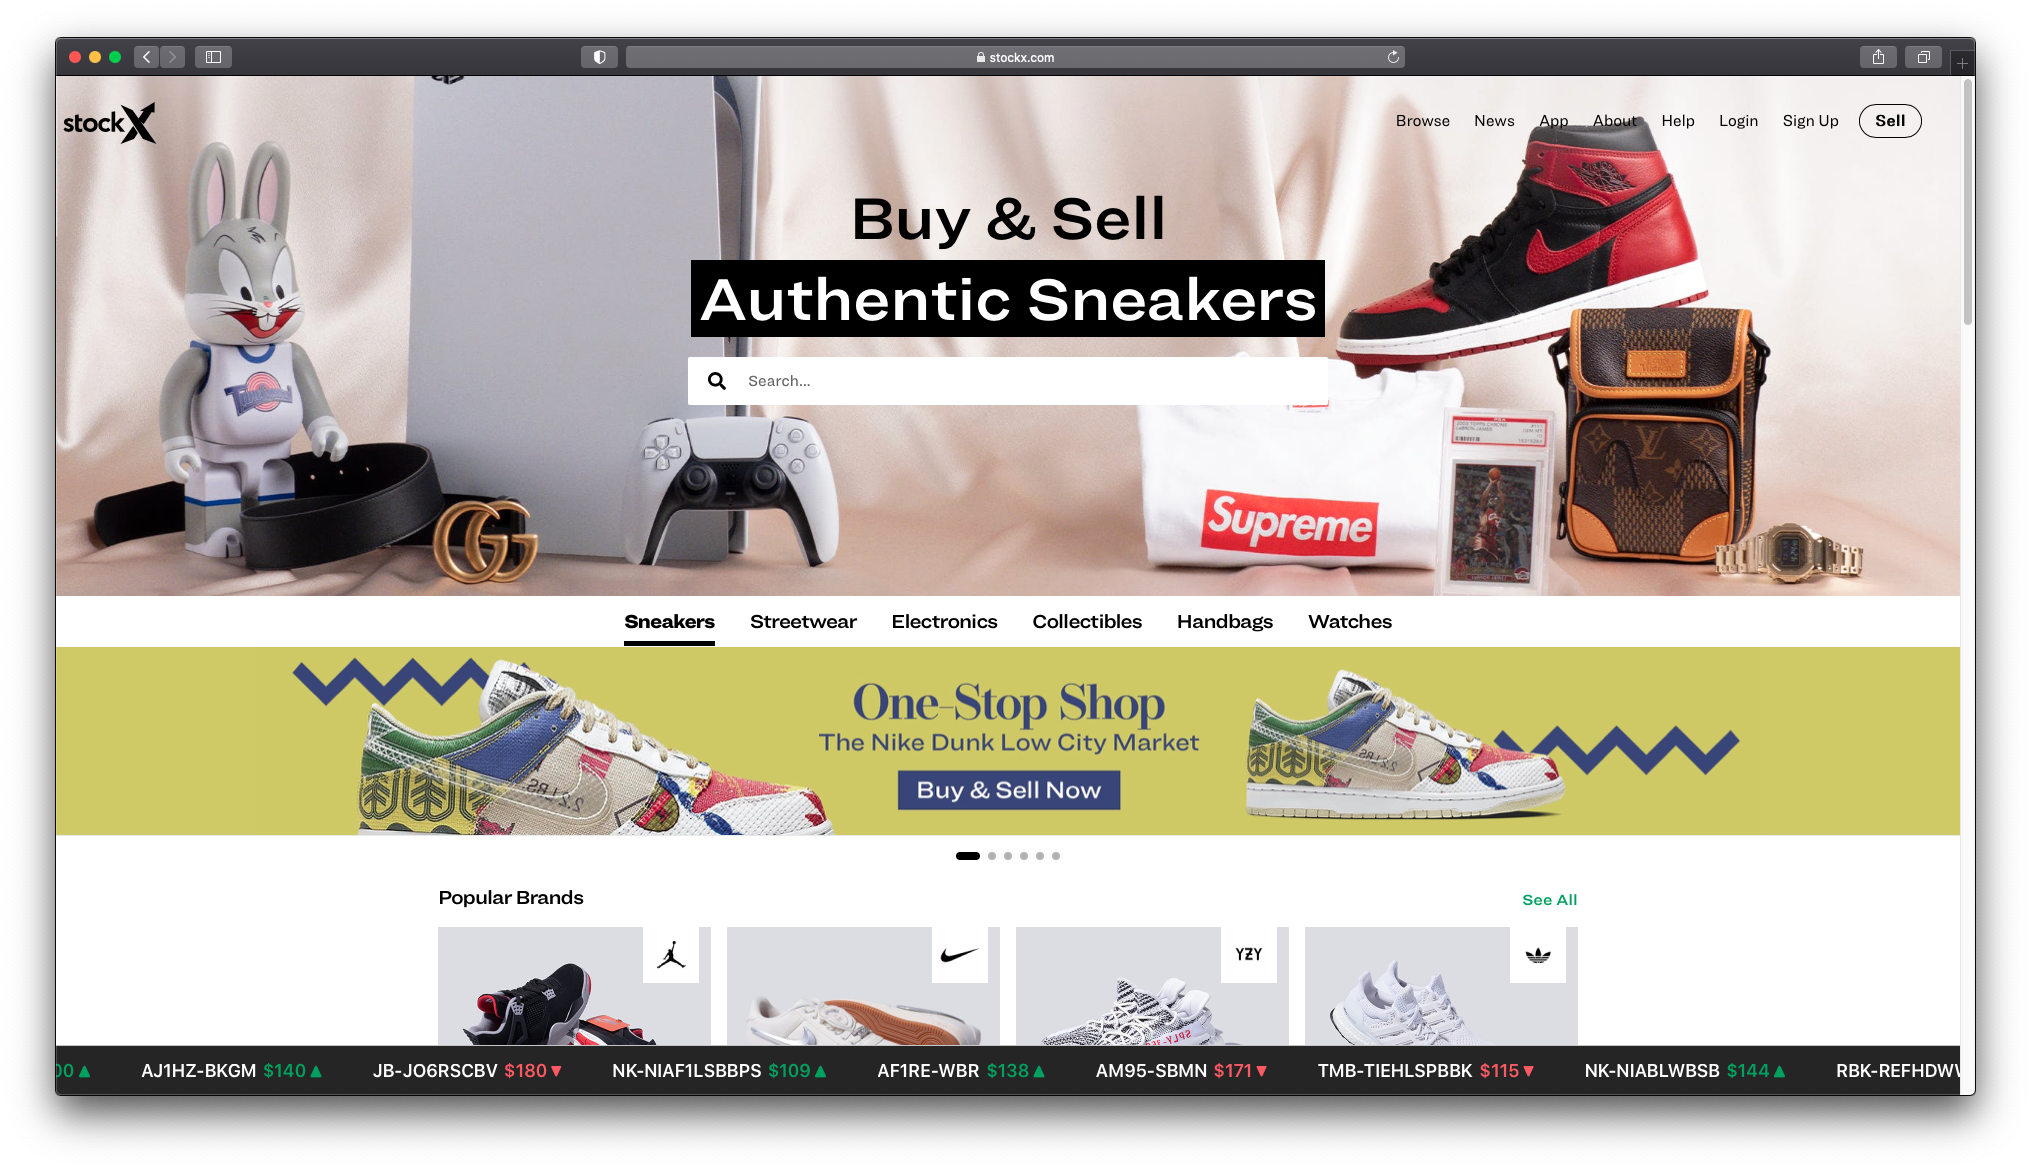 stockx.com
stockX
Browse News App About Help Login Sign Up Sell
Buy & Sell
Authentic Sneakers
Search...
Supreme
LV
Sneakers Streetwear Electronics Collectibles Handbags Watches
One-Stop Shop
The Nike Dunk Low City Market
Buy & Sell Now
Popular Brands
See All
YZY
00 AJ1HZ-BKGM $140 JB-JO6RSCBV $180 NK-NIAF1LSBBPS $109 AF1RE-WBR $138 AM95-SBMN $171 TMB-TIEHLSPBBK $115 NK-NIABLWBSB $144 RBK-REFHDW